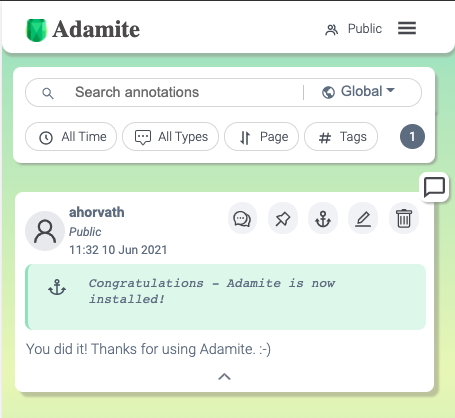 Adamite
Public
Search annotations
Global
All Time
All Types
Page
# Tags
1
ahorvath
Public
11:32 10 Jun 2021
Congratulations - Adamite is now
installed!
You did it! Thanks for using Adamite. :-)